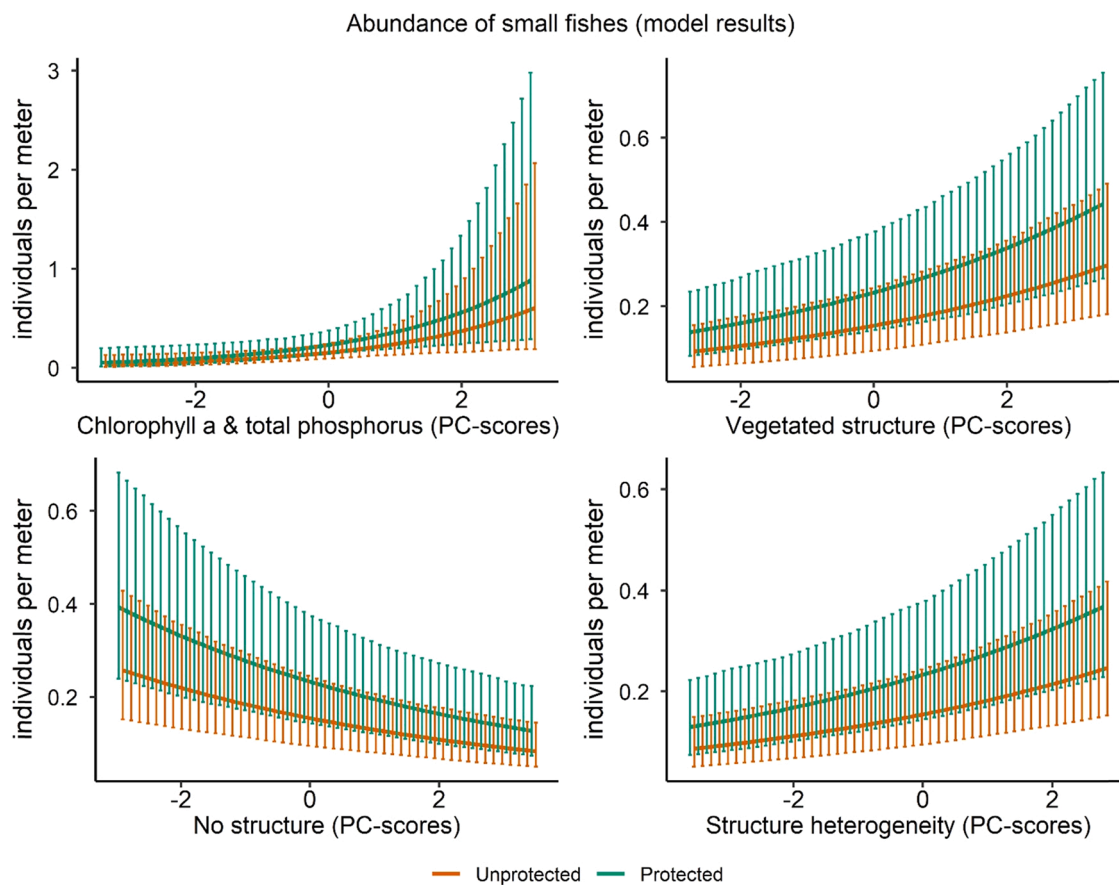 Abundance of small fishes (model results)
individuals per meter
3
2
1
0
-2
0
2
Chlorophyll a & total phosphorus (PC-scores)
individuals per meter
0.6
0.4
0.2
-2
0
2
Vegetated structure (PC-scores)
individuals per meter
0.6
0.4
0.2
-2
0
2
No structure (PC-scores)
individuals per meter
0.6
0.4
0.2
-2
0
2
Structure heterogeneity (PC-scores)
Unprotected Protected